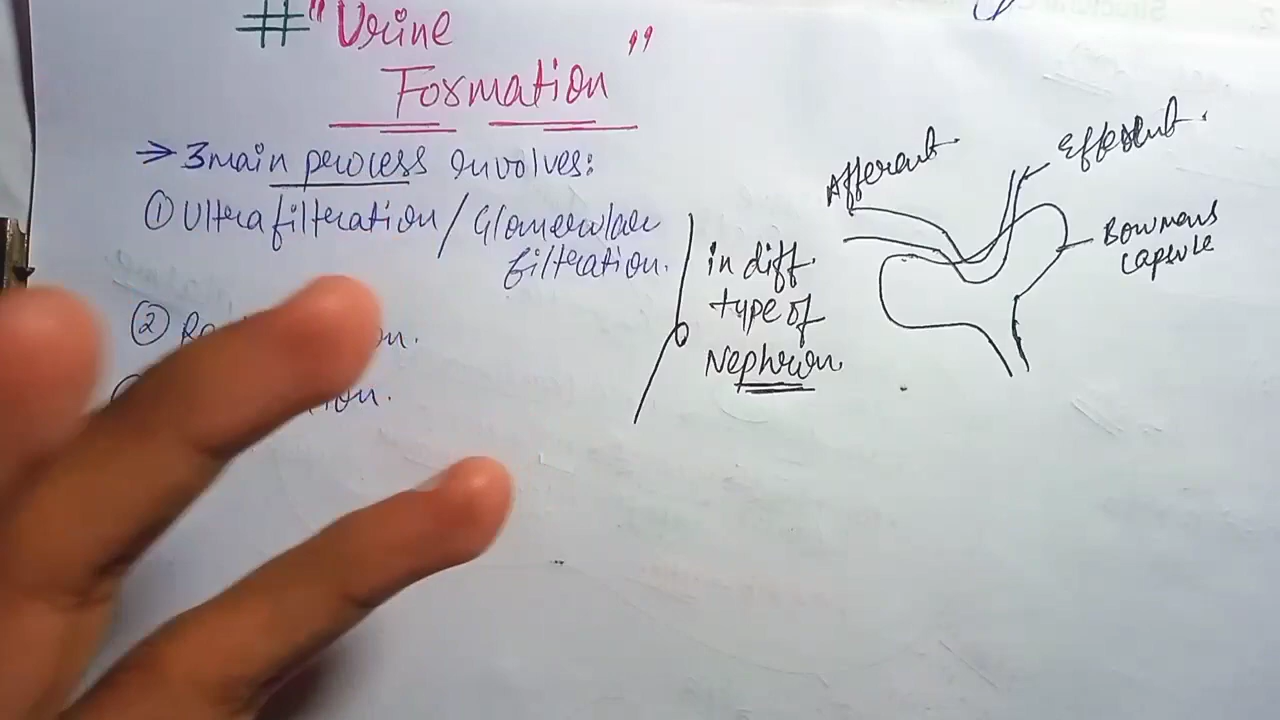 # "Urine
Formation"
→ 3 main process involves:
① Ultrafiltration / Glomerular
filtration.
②
in diff.
type of
Nephron.
Afferent
Efferent.
Bowmans
Capsule